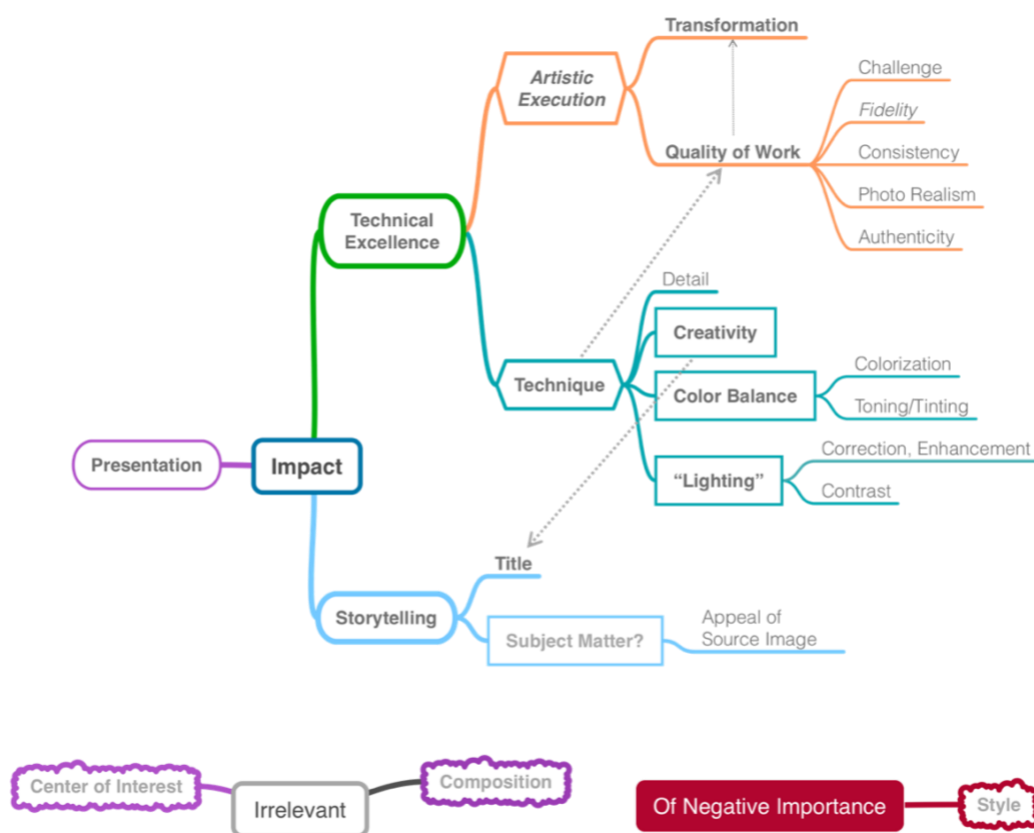 Transformation
Artistic
Execution
Challenge
Fidelity
Quality of Work
Consistency
Photo Realism
Authenticity
Technical
Excellence
Detail
Creativity
Technique
Color Balance
Colorization
Toning/Tinting
Presentation
Impact
“Lighting”
Correction, Enhancement
Contrast
Title
Storytelling
Subject Matter?
Appeal of
Source Image
Center of Interest
Irrelevant
Composition
Of Negative Importance
Style